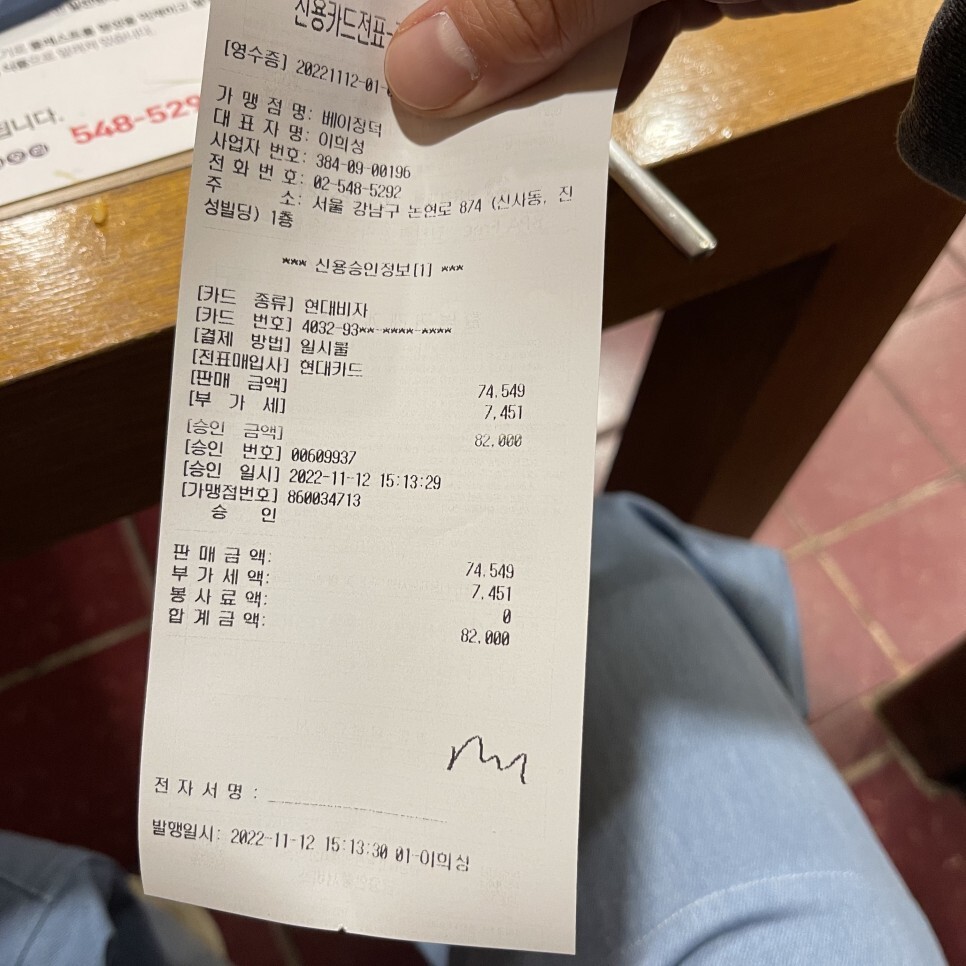 548-529
신용카드전표-
[영수증] 20221112-01-
가 맹 점 명: 베이징덕
대 표 자 명: 이희성
사업자 번호: 384-09-00196
전 화 번 호: 02-548-5292
주 소: 서울 강남구 논현로 874 (신사동, 진
성빌딩) 1층
*** 신용승인정보[1] ***
[카드 종류] 현대비자
[카드 번호] 4032-93**-****-****
[결제 방법] 일시불
[전표매입사] 현대카드
[판매 금액] 74,549
[부 가 세] 7,451
[승인 금액] 82,000
[승인 번호] 00609937
[승인 일시] 2022-11-12 15:13:29
[가맹점번호] 860034713
승 인
판 매 금 액: 74,549
부 가 세 액: 7,451
봉 사 료 액: 0
합 계 금 액: 82,000
전 자 서 명 :
발행일시: 2022-11-12 15:13:30 01-이희성